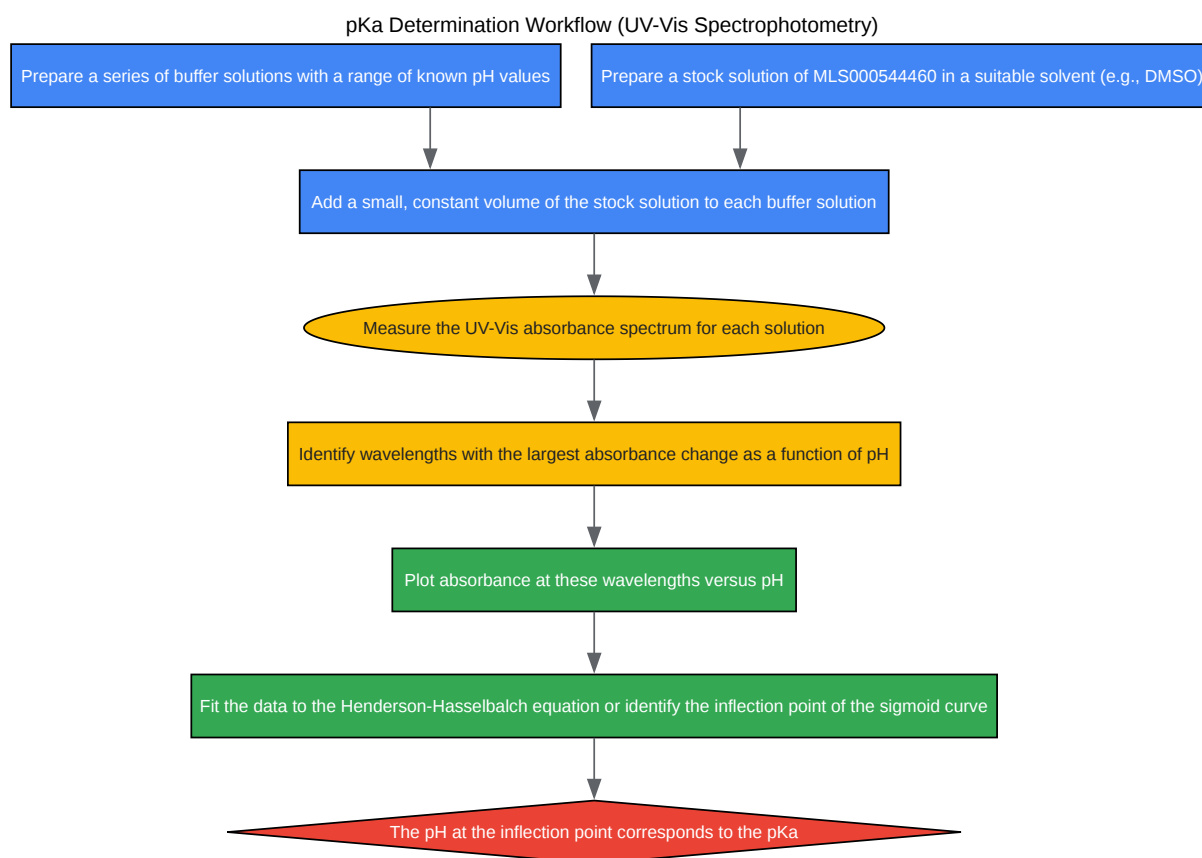 pKa Determination Workflow (UV-Vis Spectrophotometry)
Prepare a series of buffer solutions with a range of known pH values
Prepare a stock solution of MLS000544460 in a suitable solvent (e.g., DMSO)
Add a small, constant volume of the stock solution to each buffer solution
Measure the UV-Vis absorbance spectrum for each solution
Identify wavelengths with the largest absorbance change as a function of pH
Plot absorbance at these wavelengths versus pH
Fit the data to the Henderson-Hasselbalch equation or identify the inflection point of the sigmoid curve
The pH at the inflection point corresponds to the pKa